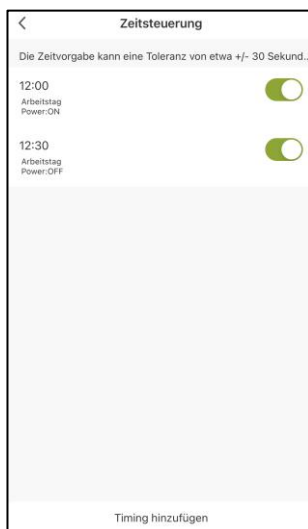 Zeitsteuerung
Die Zeitvorgabe kann eine Toleranz von etwa +/- 30 Sekund...
12:00
Arbeitstag
Power:ON
12:30
Arbeitstag
Power:OFF
Timing hinzufügen